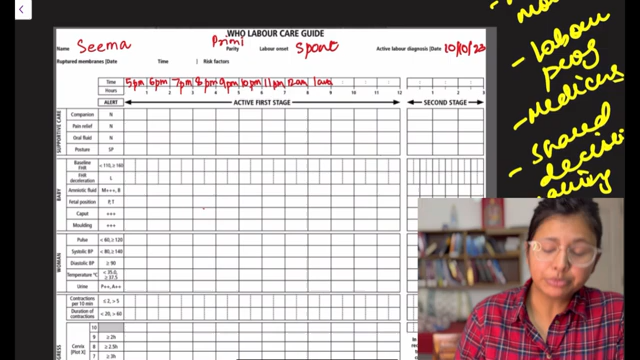 WHO LABOUR CARE GUIDE
Name Seema Primi Parity Labour onset Spont Active labour diagnosis [Date 10/10/23
Ruptured membranes [Date Time ] Risk factors
Time 5pm 6pm 7pm 8pm 9pm 10pm 11pm 12am 1am
Hours 1 2 3 4 5 6 7 8 9 10 11 12 1 2 3
ALERT ACTIVE FIRST STAGE SECOND STAGE
SUPPORTIVE CARE
Companion N
Pain relief N
Oral fluid N
Posture SP
BABY
Baseline FHR < 110, ≥ 160
FHR deceleration L
Amniotic fluid M+++, B
Fetal position P, T
Caput +++
Moulding +++
WOMAN
Pulse < 60, ≥ 120
Systolic BP < 80, ≥ 140
Diastolic BP ≥ 90
Temperature °C < 35.0, ≥ 37.5
Urine P++, A++
Contractions per 10 min ≤ 2, > 5
Duration of contractions < 20, > 60
10
Cervix [Plot X] 9 ≥ 2h
8 ≥ 2.5h
7 ≥ 3h
- labour
prog
- shared